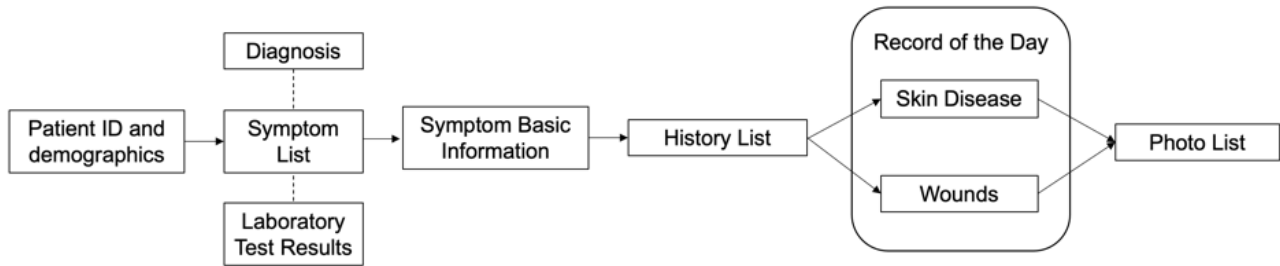 Patient ID and
demographics
Diagnosis
Symptom
List
Laboratory
Test Results
Symptom Basic
Information
History List
Record of the Day
Skin Disease
Wounds
Photo List